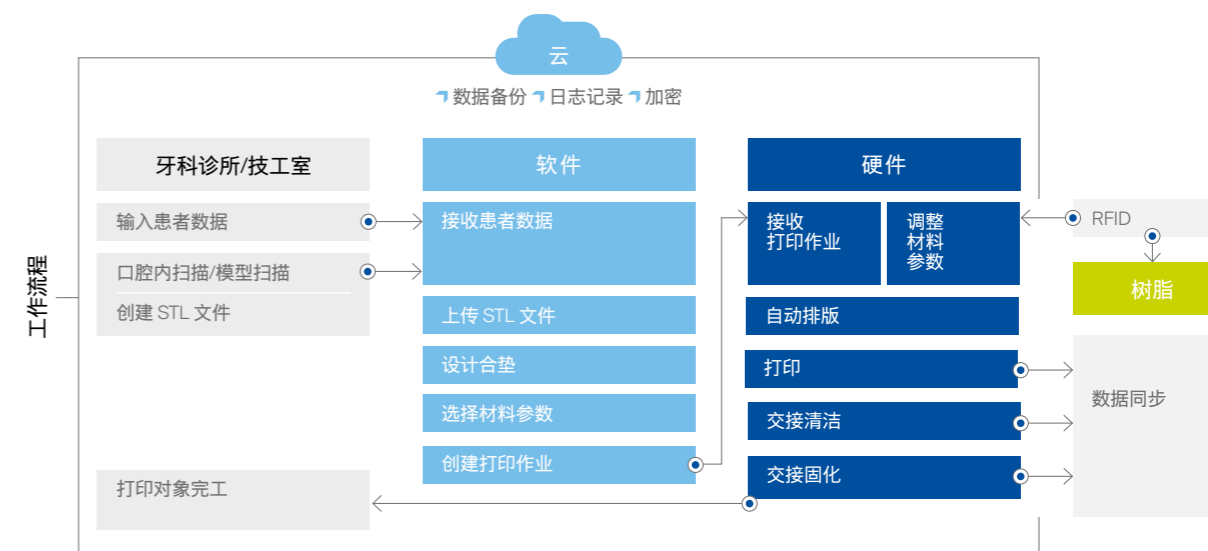 云
数据备份 日志记录 加密
工作流程
牙科诊所/技工室
输入患者数据
口腔内扫描/模型扫描
创建 STL 文件
打印对象完工
软件
接收患者数据
上传 STL 文件
设计合垫
选择材料参数
创建打印作业
硬件
接收
打印作业
调整
材料
参数
自动排版
打印
交接清洁
交接固化
RFID
树脂
数据同步